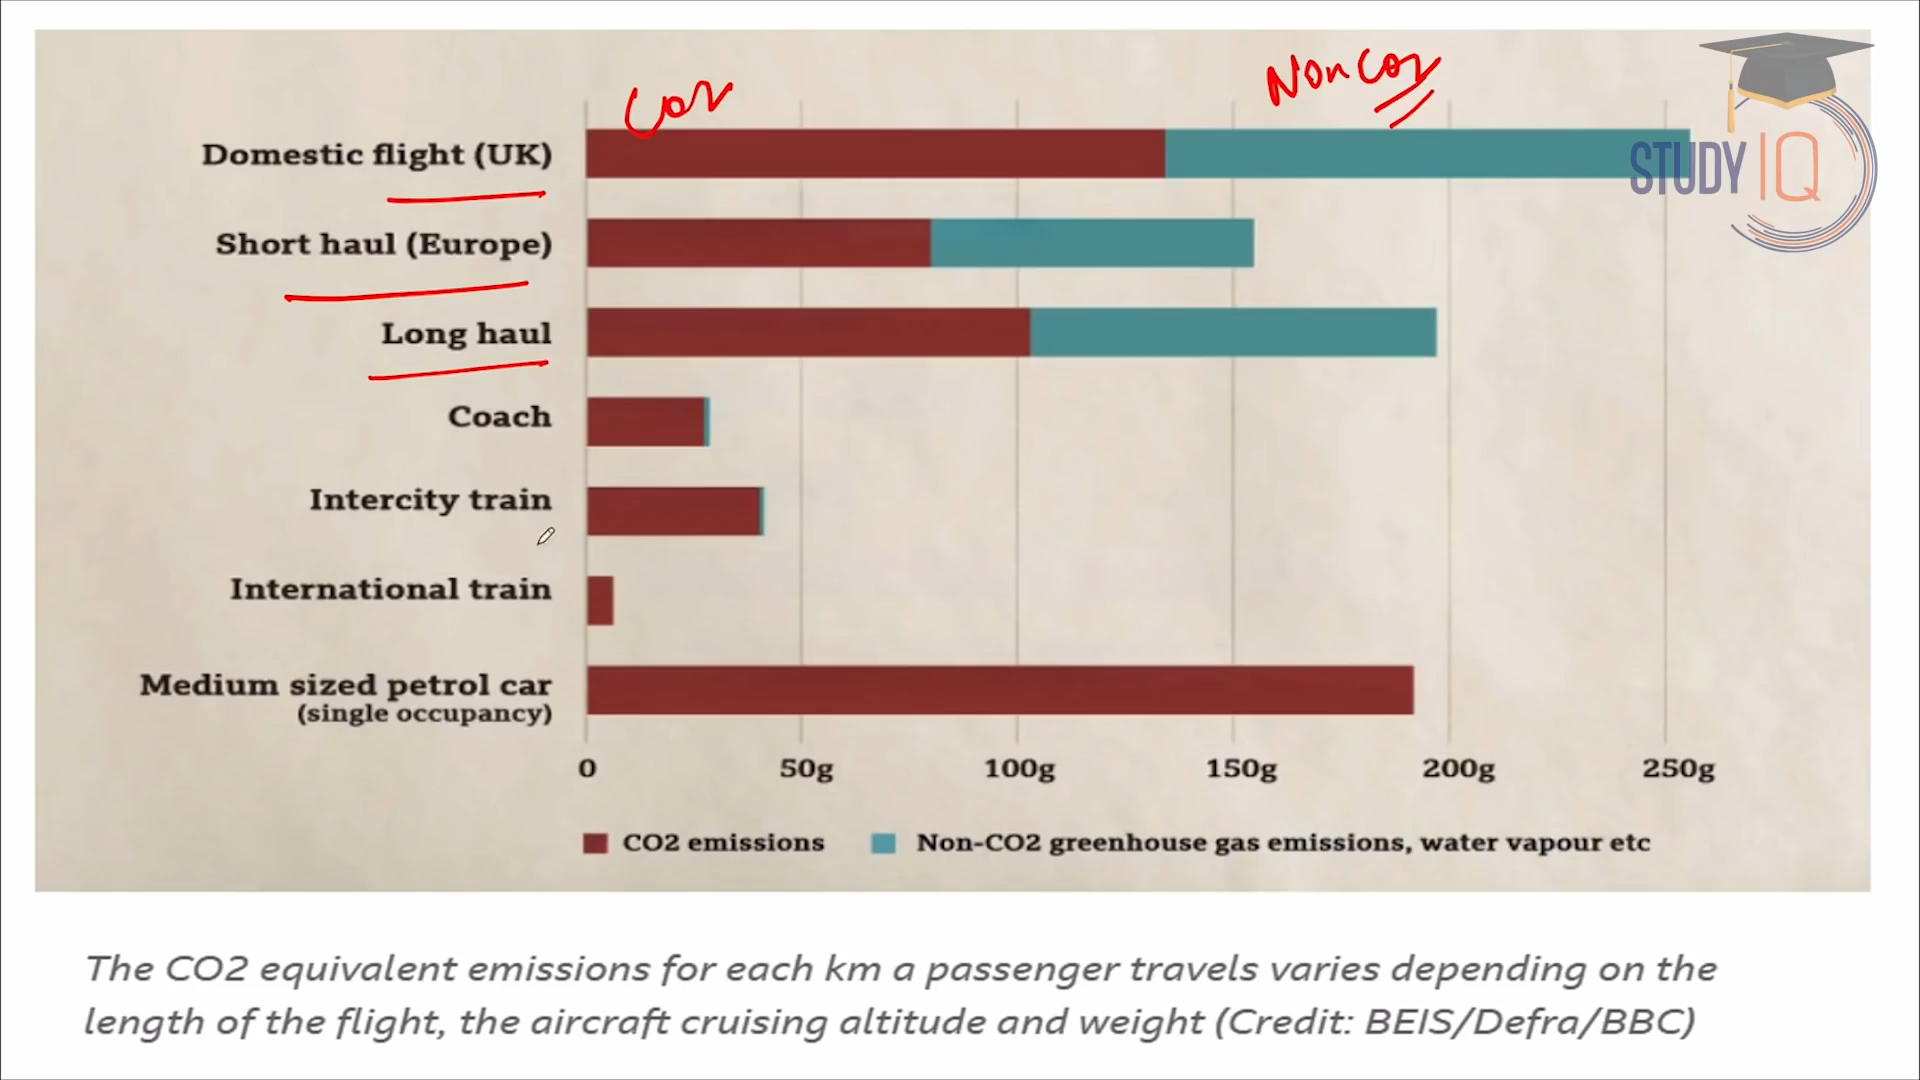 Co2
Non Co2
STUDY IQ
Domestic flight (UK)
Short haul (Europe)
Long haul
Coach
Intercity train
International train
Medium sized petrol car
(single occupancy)
0 50g 100g 150g 200g 250g
CO2 emissions Non-CO2 greenhouse gas emissions, water vapour etc
The CO2 equivalent emissions for each km a passenger travels varies depending on the
length of the flight, the aircraft cruising altitude and weight (Credit: BEIS/Defra/BBC)